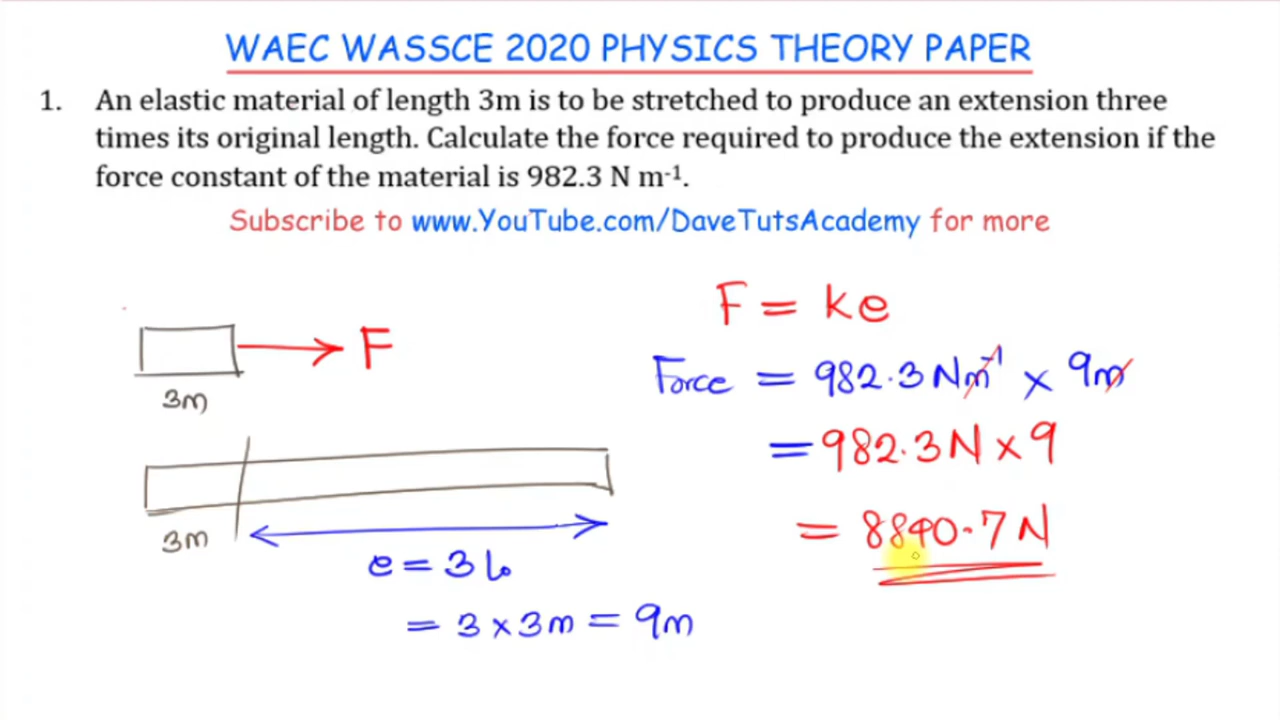 WAEC WASSCE 2020 PHYSICS THEORY PAPER
1. An elastic material of length 3m is to be stretched to produce an extension three
times its original length. Calculate the force required to produce the extension if the
force constant of the material is 982.3 N m⁻¹.
Subscribe to www.YouTube.com/DaveTutsAcademy for more
F
3m
3m
e = 3l₀
= 3 × 3m = 9m
F = ke
Force = 982.3 Nm⁻¹ × 9m
= 982.3N × 9
= 8840.7 N